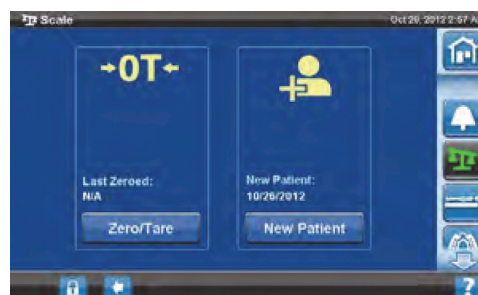 Scale
Oct 26, 2012 2:57 A
→0T←
Last Zeroed:
N/A
New Patient:
10/26/2012
Zero/Tare
New Patient
?